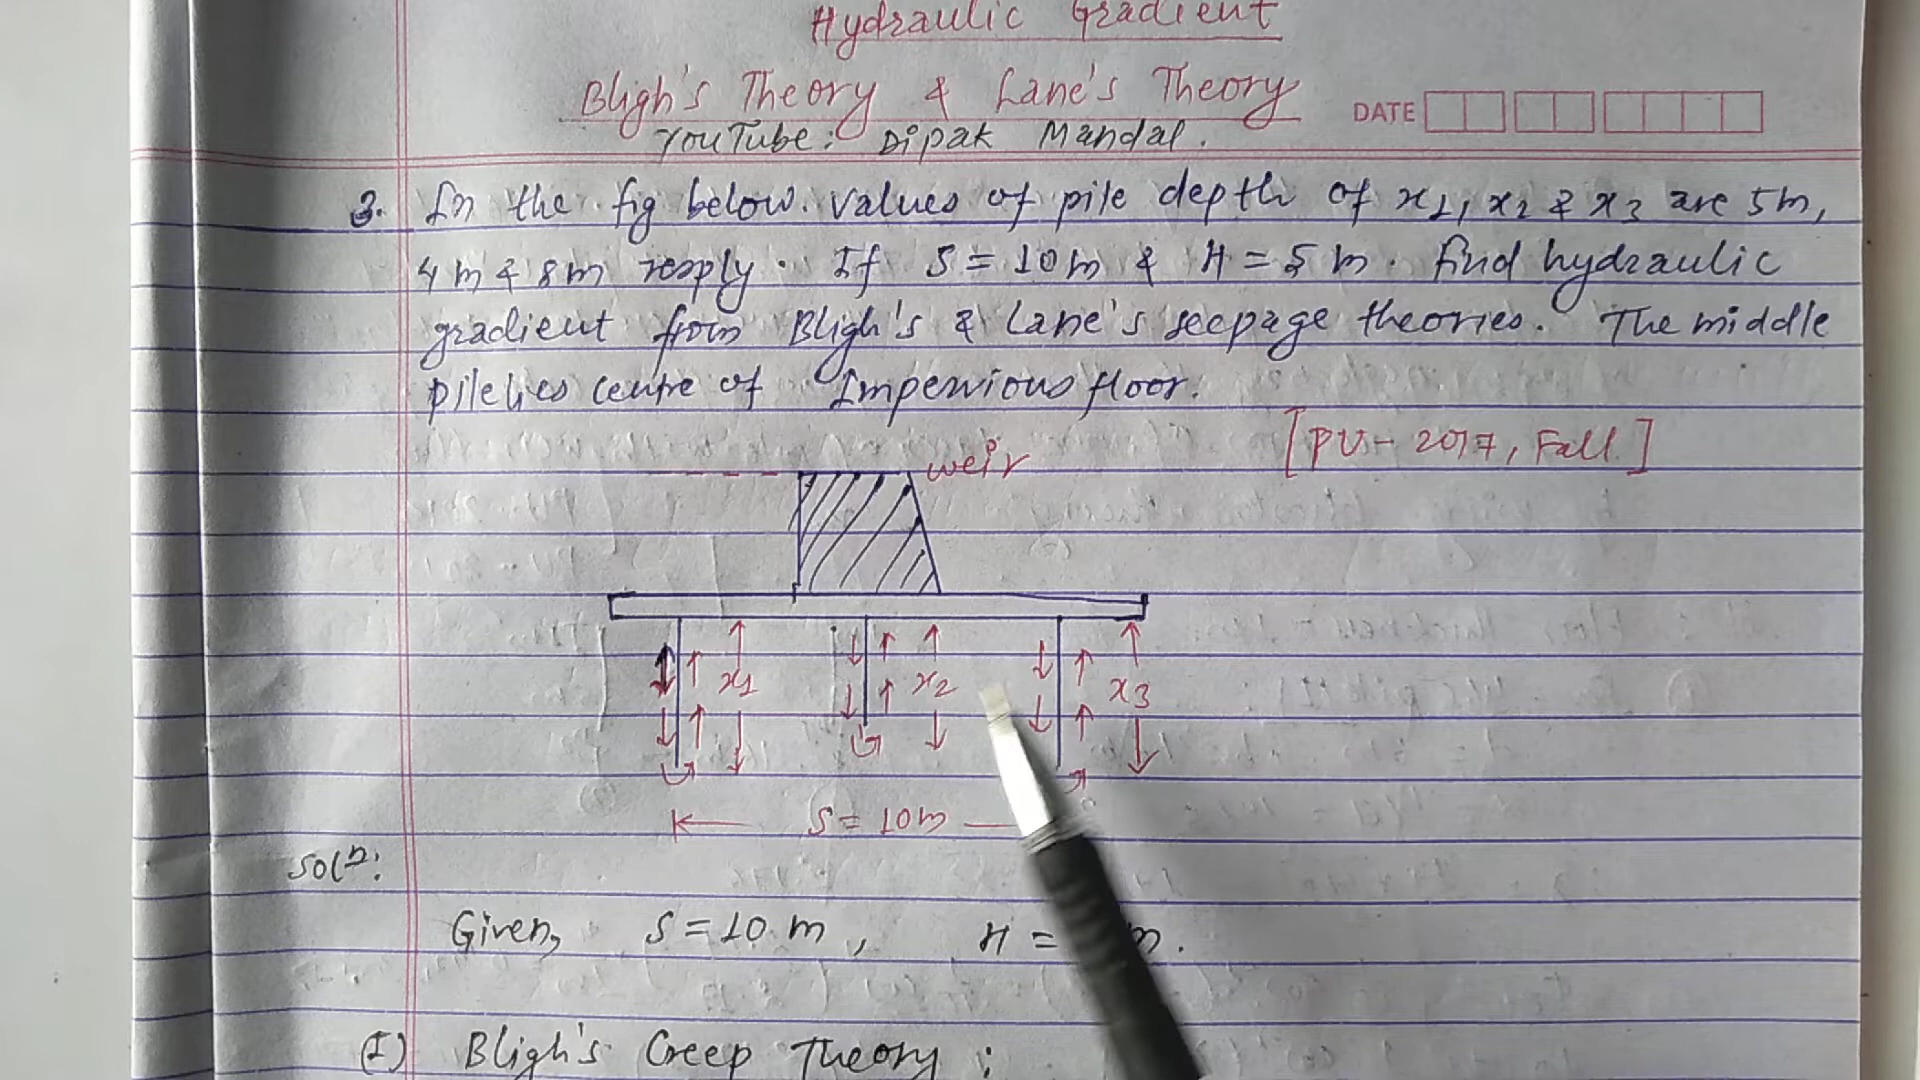 Hydraulic Gradient
Bligh's Theory & Lane's Theory
DATE
YouTube: Dipak Mandal.
3. In the fig below. values of pile depth of x1, x2 & x3 are 5m,
4m & 8m resply. If S = 10m & H = 5 m. find hydraulic
gradient from Bligh's & Lane's seepage theories. The middle
pile lies centre of Impervious floor.
[PU- 2017, Fall]
weir
x1 x2 x3
S = 10m
Solⁿ:
Given, S = 10 m, H = m.
(I) Bligh's Creep Theory: